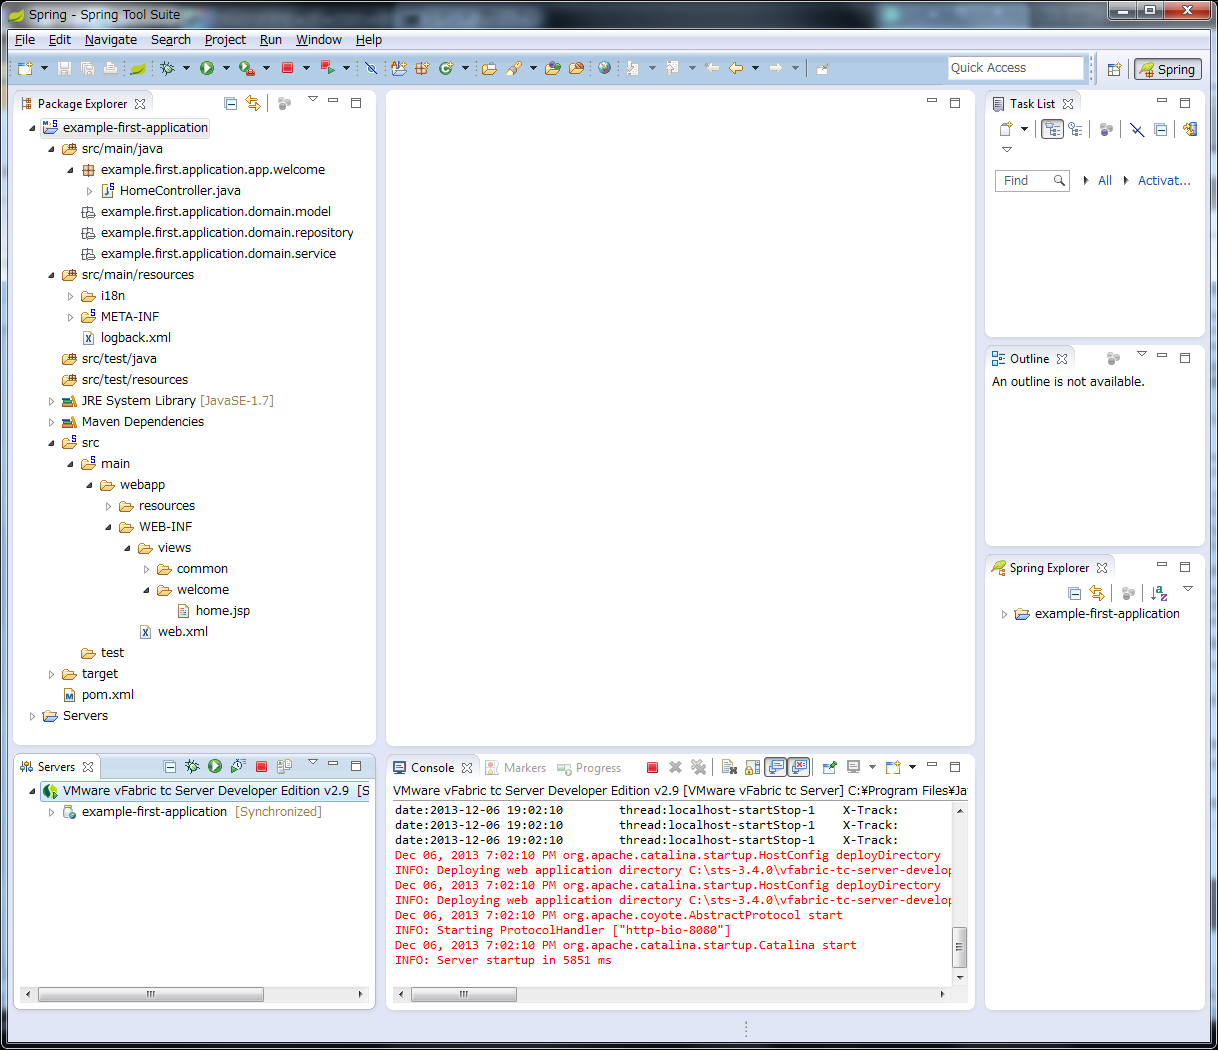 Spring - Spring Tool Suite
File Edit Navigate Search Project Run Window Help
Quick Access
Spring
Package Explorer
example-first-application
src/main/java
example.first.application.app.welcome
HomeController.java
example.first.application.domain.model
example.first.application.domain.repository
example.first.application.domain.service
src/main/resources
i18n
META-INF
logback.xml
src/test/java
src/test/resources
JRE System Library [JavaSE-1.7]
Maven Dependencies
src
main
webapp
resources
WEB-INF
views
common
welcome
home.jsp
web.xml
test
target
pom.xml
Servers
Task List
Find All Activat...
Outline
An outline is not available.
Spring Explorer
example-first-application
Servers
VMware vFabric tc Server Developer Edition v2.9 [S
example-first-application [Synchronized]
Console Markers Progress
VMware vFabric tc Server Developer Edition v2.9 [VMware vFabric tc Server] C:¥Program Files¥Ja
date:2013-12-06 19:02:10 thread:localhost-startStop-1 X-Track:
date:2013-12-06 19:02:10 thread:localhost-startStop-1 X-Track:
date:2013-12-06 19:02:10 thread:localhost-startStop-1 X-Track:
Dec 06, 2013 7:02:10 PM org.apache.catalina.startup.HostConfig deployDirectory
INFO: Deploying web application directory C:\sts-3.4.0\vfabric-tc-server-develop
Dec 06, 2013 7:02:10 PM org.apache.catalina.startup.HostConfig deployDirectory
INFO: Deploying web application directory C:\sts-3.4.0\vfabric-tc-server-develop
Dec 06, 2013 7:02:10 PM org.apache.coyote.AbstractProtocol start
INFO: Starting ProtocolHandler ["http-bio-8080"]
Dec 06, 2013 7:02:10 PM org.apache.catalina.startup.Catalina start
INFO: Server startup in 5851 ms